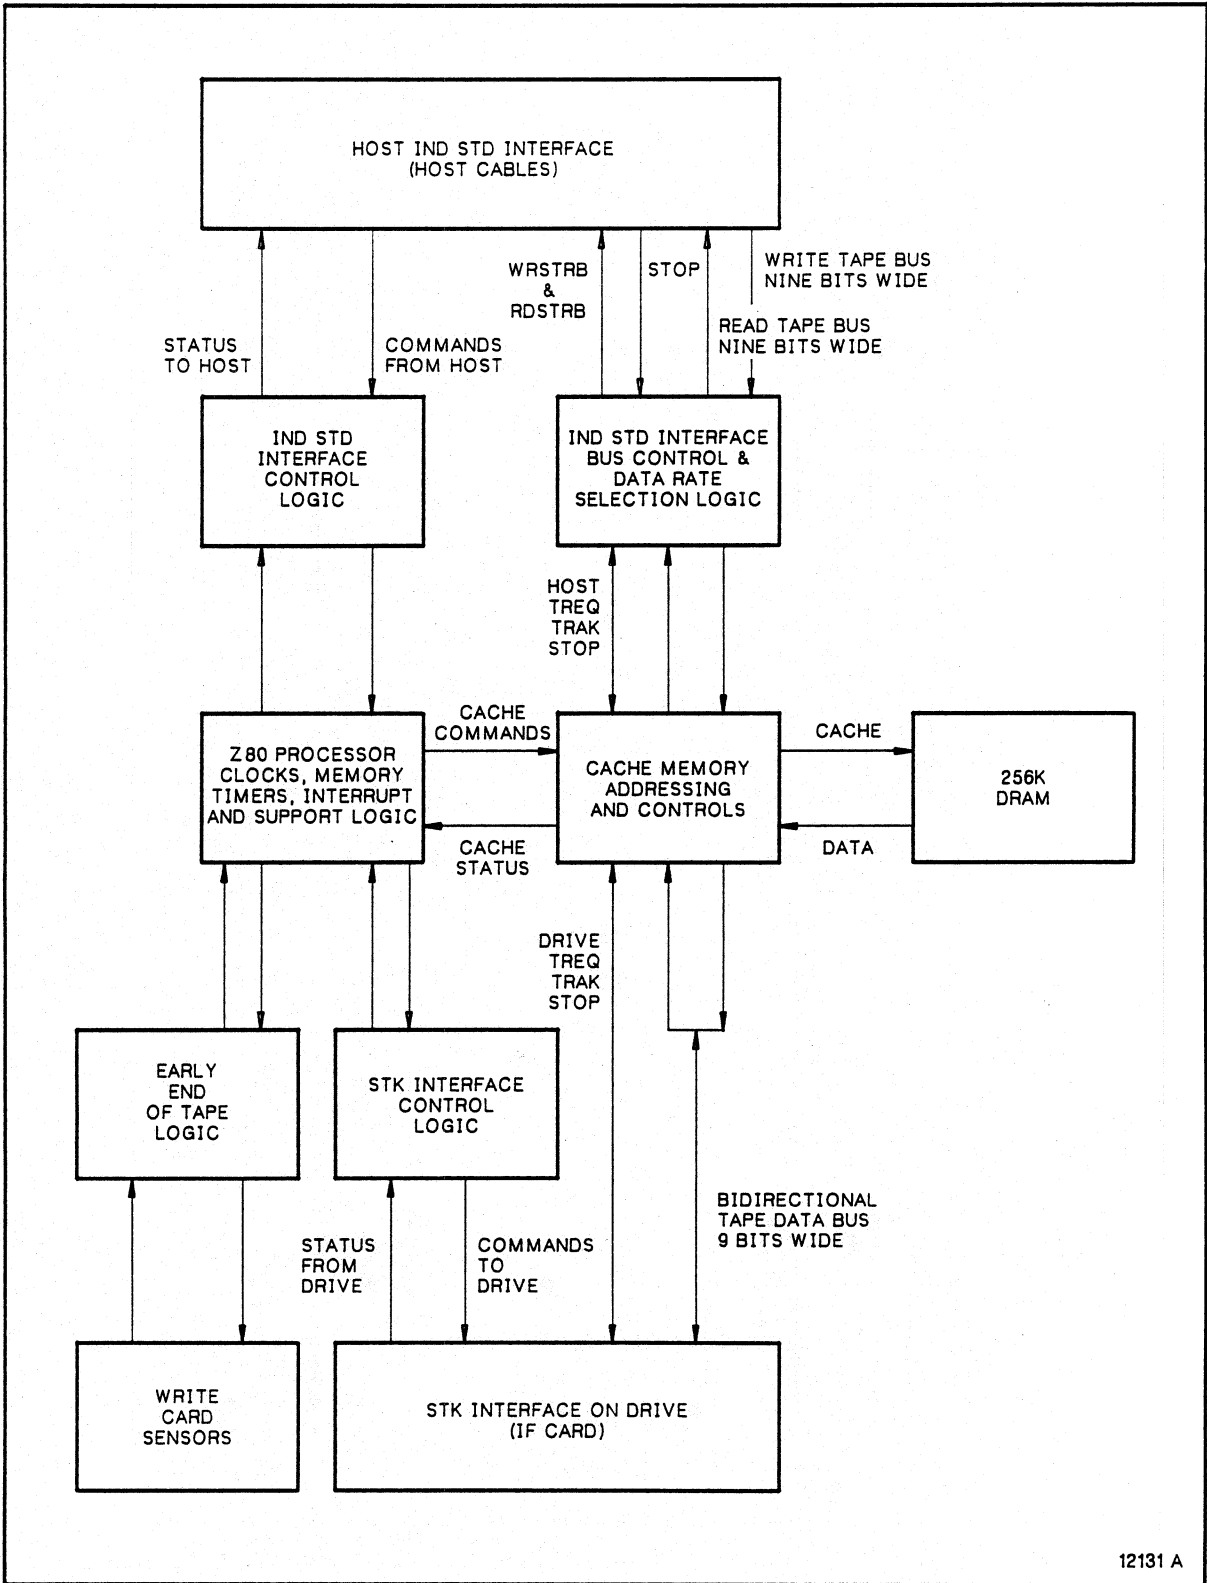 HOST IND STD INTERFACE
(HOST CABLES)
WRSTRB
&
RDSTRB
STOP
WRITE TAPE BUS
NINE BITS WIDE
READ TAPE BUS
NINE BITS WIDE
STATUS
TO HOST
COMMANDS
FROM HOST
IND STD
INTERFACE
CONTROL
LOGIC
IND STD INTERFACE
BUS CONTROL &
DATA RATE
SELECTION LOGIC
HOST
TREQ
TRAK
STOP
Z80 PROCESSOR
CLOCKS, MEMORY
TIMERS, INTERRUPT
AND SUPPORT LOGIC
CACHE
COMMANDS
CACHE
STATUS
CACHE MEMORY
ADDRESSING
AND CONTROLS
CACHE
DATA
256K
DRAM
DRIVE
TREQ
TRAK
STOP
EARLY
END
OF TAPE
LOGIC
STK INTERFACE
CONTROL
LOGIC
BIDIRECTIONAL
TAPE DATA BUS
9 BITS WIDE
STATUS
FROM
DRIVE
COMMANDS
TO
DRIVE
WRITE
CARD
SENSORS
STK INTERFACE ON DRIVE
(IF CARD)
12131 A